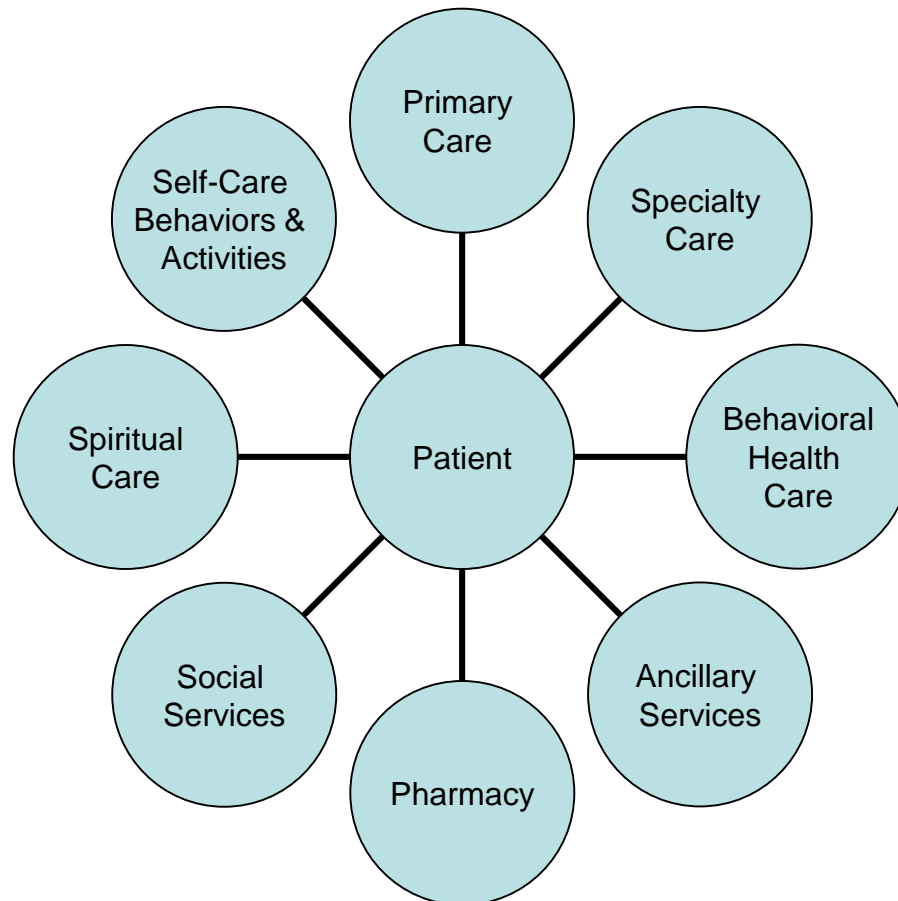 Primary
Care
Self-Care
Behaviors &
Activities
Specialty
Care
Spiritual
Care
Patient
Behavioral
Health
Care
Social
Services
Ancillary
Services
Pharmacy